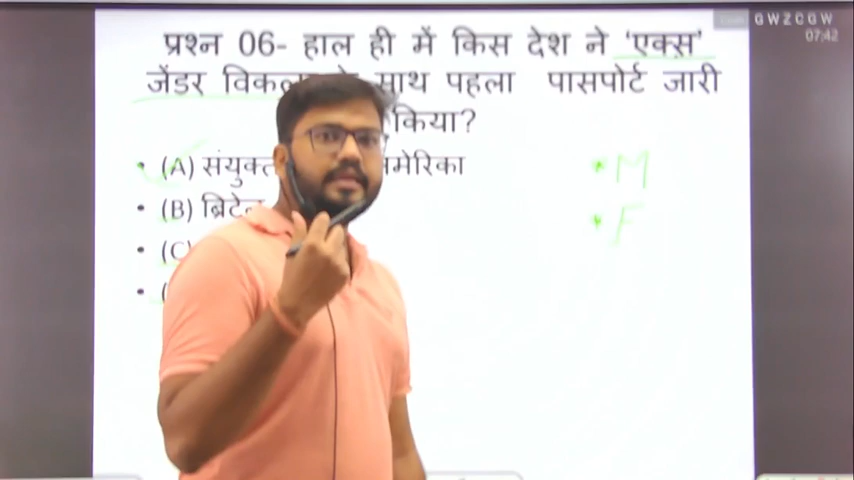 GWZCGW
07:42
प्रश्न 06- हाल ही में किस देश ने 'एक्स'
जेंडर विकल्प के साथ पहला पासपोर्ट जारी
किया?
• (A) संयुक्त अमेरिका
• M
• (B) ब्रिटेन
• F
• (C)